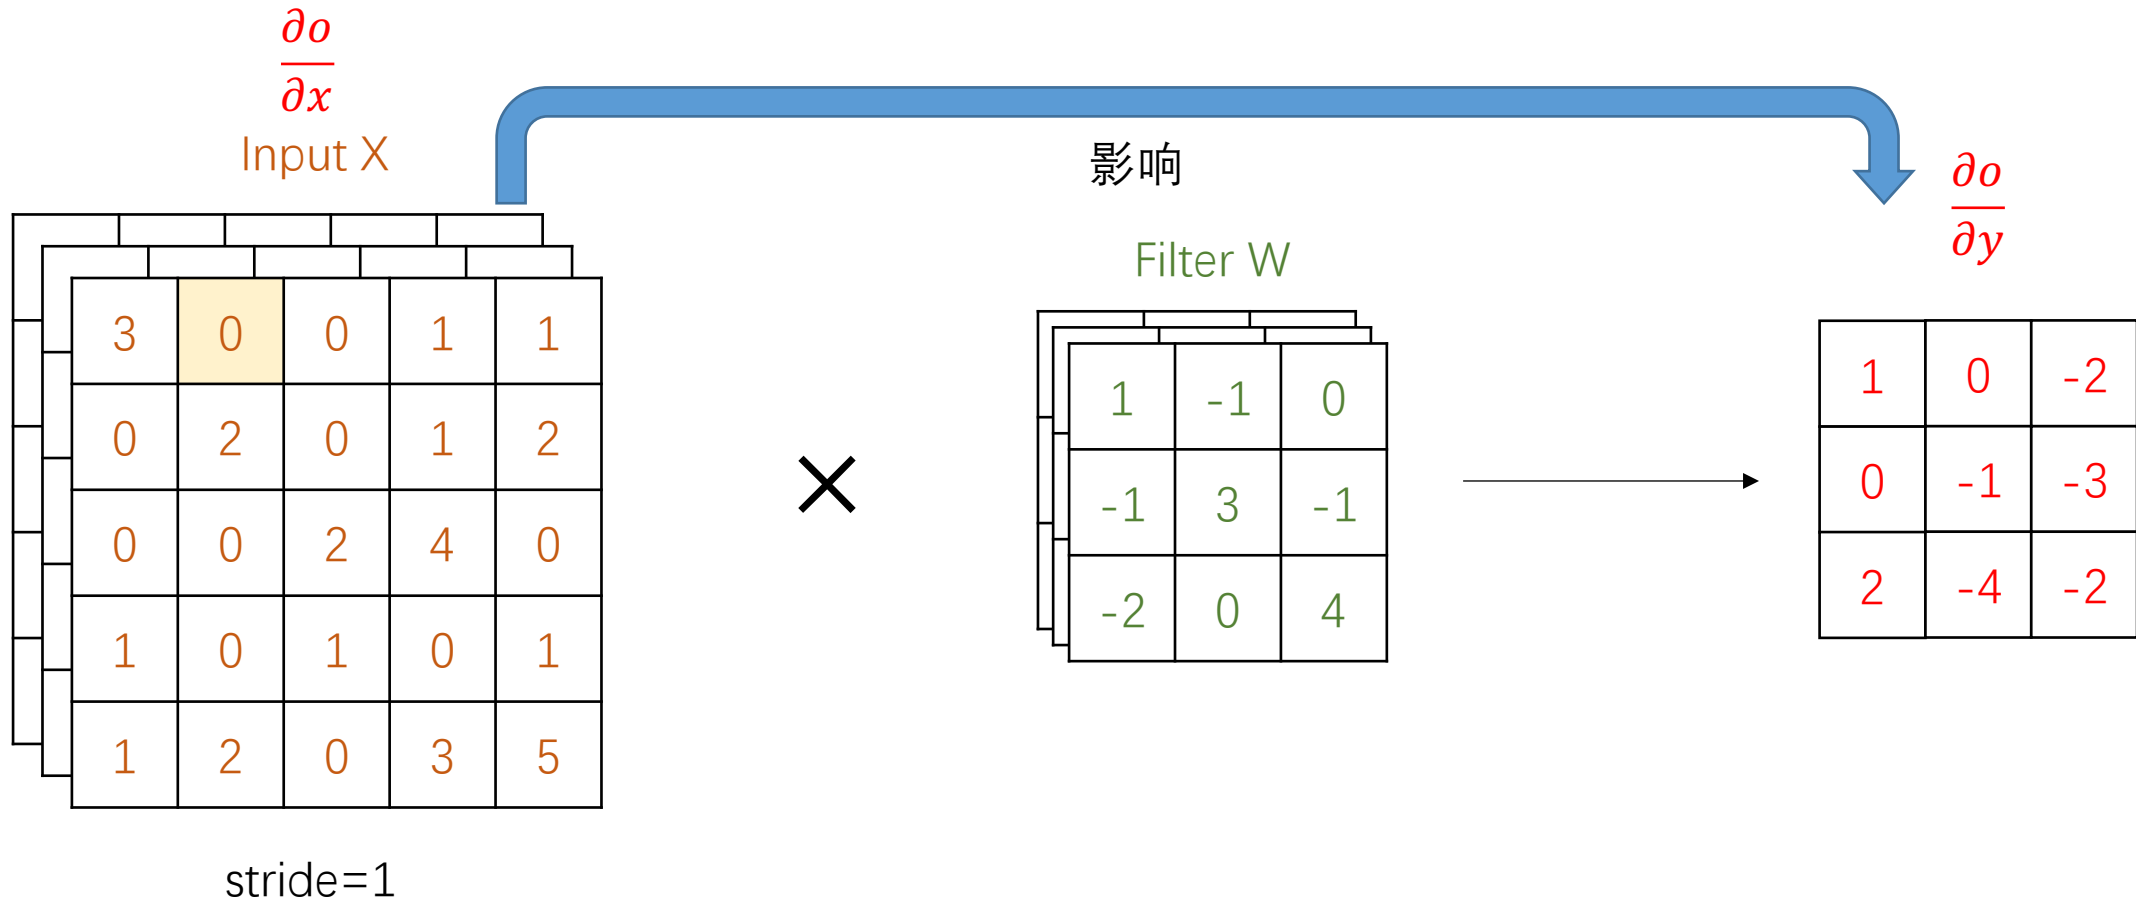 ∂o
∂x
Input X
影响
∂o
∂y
Filter W
3 0 0 1 1
0 2 0 1 2
0 0 2 4 0
1 0 1 0 1
1 2 0 3 5
×
1 -1 0
-1 3 -1
-2 0 4
1 0 -2
0 -1 -3
2 -4 -2
stride=1